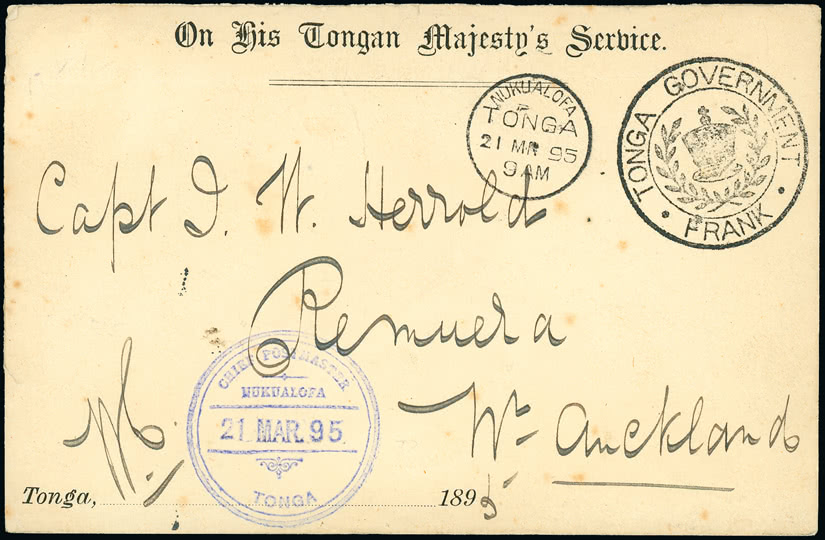 On His Tongan Majesty's Service.
NUKUALOFA
TONGA
21 MR 95
9 AM
TONGA GOVERNMENT
· FRANK ·
Capt J. W. Herrold
Remuera
Auckland
CHIEF POSTMASTER
NUKUALOFA
21 MAR. 95
TONGA
Tonga, 1895